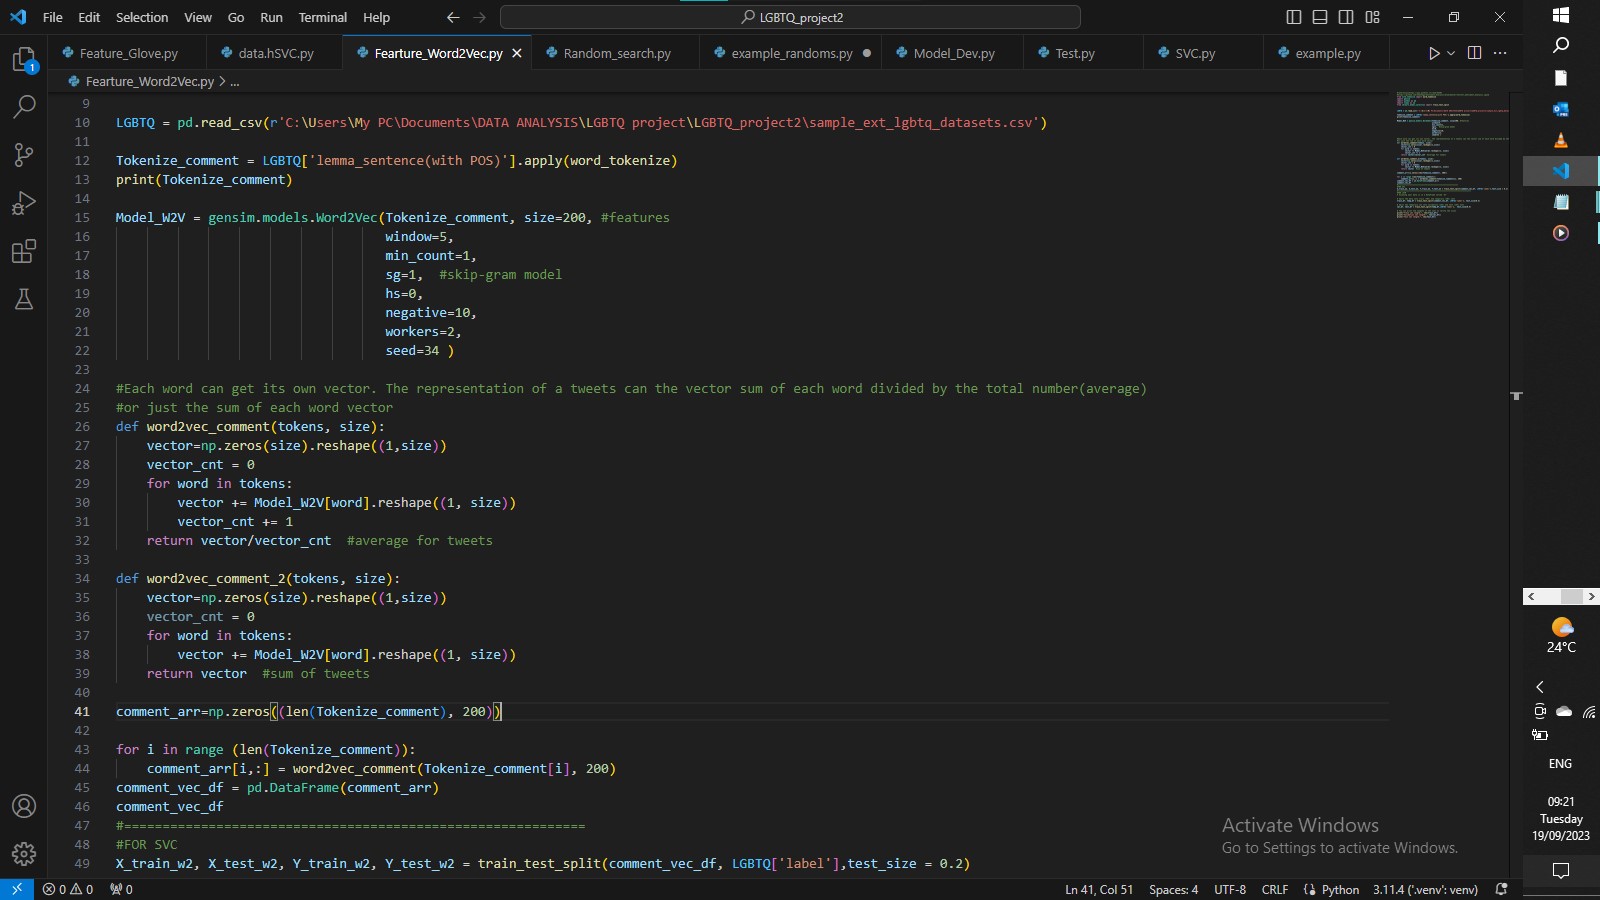 File Edit Selection View Go Run Terminal Help LGBTQ_project2
Feature_Glove.py data.hSVC.py Fearture_Word2Vec.py Random_search.py example_randoms.py Model_Dev.py Test.py SVC.py example.py
Fearture_Word2Vec.py > ...
9
10 LGBTQ = pd.read_csv(r'C:\Users\My PC\Documents\DATA ANALYSIS\LGBTQ project\LGBTQ_project2\sample_ext_lgbtq_datasets.csv')
11
12 Tokenize_comment = LGBTQ['lemma_sentence(with POS)'].apply(word_tokenize)
13 print(Tokenize_comment)
14
15 Model_W2V = gensim.models.Word2Vec(Tokenize_comment, size=200, #features
16 window=5,
17 min_count=1,
18 sg=1, #skip-gram model
19 hs=0,
20 negative=10,
21 workers=2,
22 seed=34 )
23
24 #Each word can get its own vector. The representation of a tweets can the vector sum of each word divided by the total number(average)
25 #or just the sum of each word vector
26 def word2vec_comment(tokens, size):
27 vector=np.zeros(size).reshape((1,size))
28 vector_cnt = 0
29 for word in tokens:
30 vector += Model_W2V[word].reshape((1, size))
31 vector_cnt += 1
32 return vector/vector_cnt #average for tweets
33
34 def word2vec_comment_2(tokens, size):
35 vector=np.zeros(size).reshape((1,size))
36 vector_cnt = 0
37 for word in tokens:
38 vector += Model_W2V[word].reshape((1, size))
39 return vector #sum of tweets
40
41 comment_arr=np.zeros((len(Tokenize_comment), 200))
42
43 for i in range (len(Tokenize_comment)):
44 comment_arr[i,:] = word2vec_comment(Tokenize_comment[i], 200)
45 comment_vec_df = pd.DataFrame(comment_arr)
46 comment_vec_df
47 #============================================================
48 #FOR SVC
49 X_train_w2, X_test_w2, Y_train_w2, Y_test_w2 = train_test_split(comment_vec_df, LGBTQ['label'],test_size = 0.2)
1
24°C
ENG
09:21
Tuesday
19/09/2023
Activate Windows
Go to Settings to activate Windows.
0 0 0 Ln 41, Col 51 Spaces: 4 UTF-8 CRLF Python 3.11.4 ('.venv': venv)